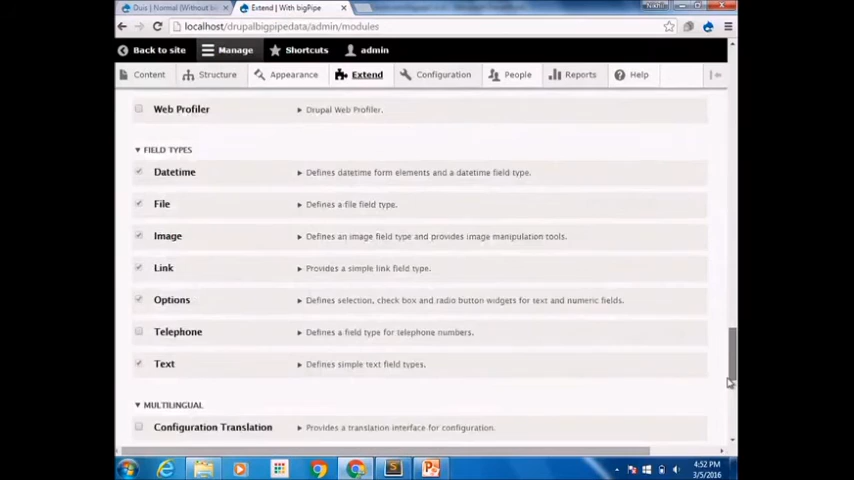 Duis | Normal (Without b
Extend | With bigPipe
Nikhil
localhost/drupalbigpipedata/admin/modules
Back to site
Manage
Shortcuts
admin
Content
Structure
Appearance
Extend
Configuration
People
Reports
Help
Web Profiler
Drupal Web Profiler.
FIELD TYPES
Datetime
Defines datetime form elements and a datetime field type.
File
Defines a file field type.
Image
Defines an image field type and provides image manipulation tools.
Link
Provides a simple link field type.
Options
Defines selection, check box and radio button widgets for text and numeric fields.
Telephone
Defines a field type for telephone numbers.
Text
Defines simple text field types.
MULTILINGUAL
Configuration Translation
Provides a translation interface for configuration.
4:52 PM
3/5/2016